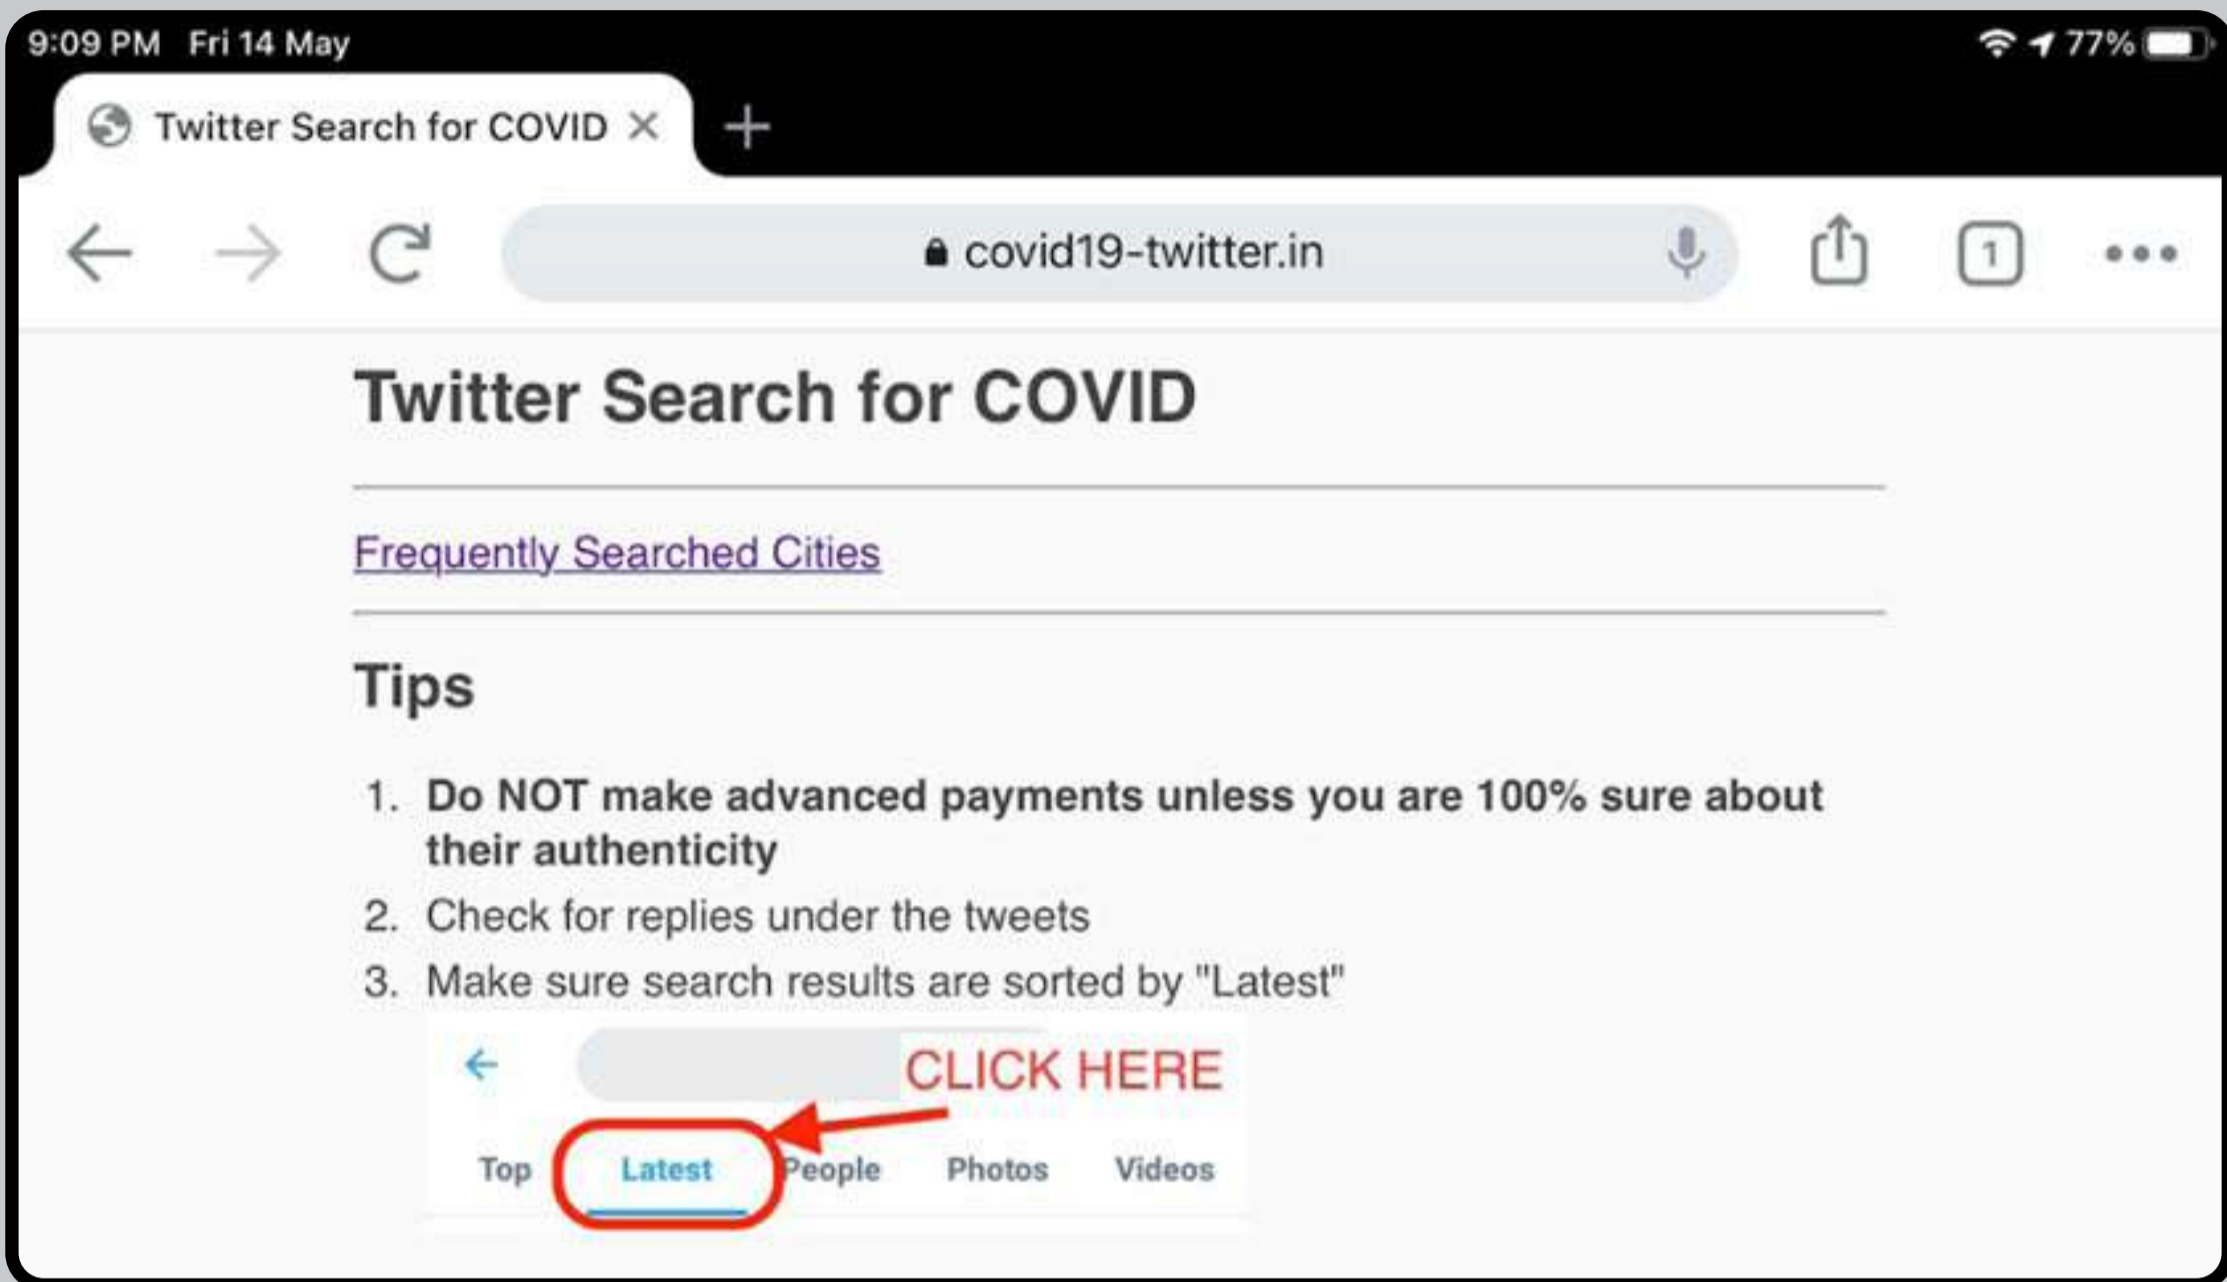 9:09 PM Fri 14 May 77%
Twitter Search for COVID
covid19-twitter.in 1
Twitter Search for COVID
Frequently Searched Cities
Tips
1. Do NOT make advanced payments unless you are 100% sure about
their authenticity
2. Check for replies under the tweets
3. Make sure search results are sorted by "Latest"
CLICK HERE
Top Latest People Photos Videos